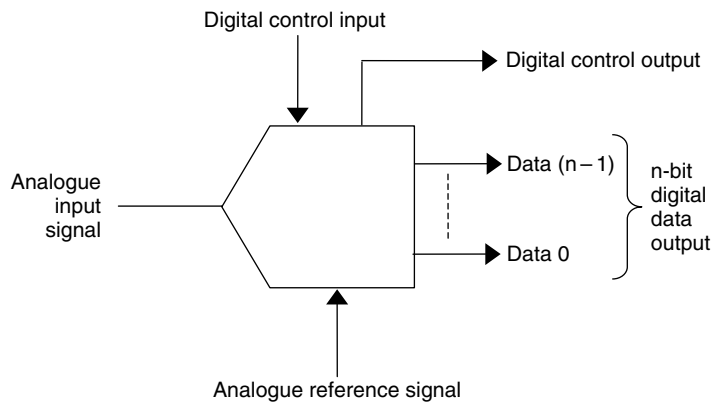 Digital control input
Digital control output
Analogue
input
signal
Data (n−1)
Data 0
n-bit
digital
data
output
Analogue reference signal